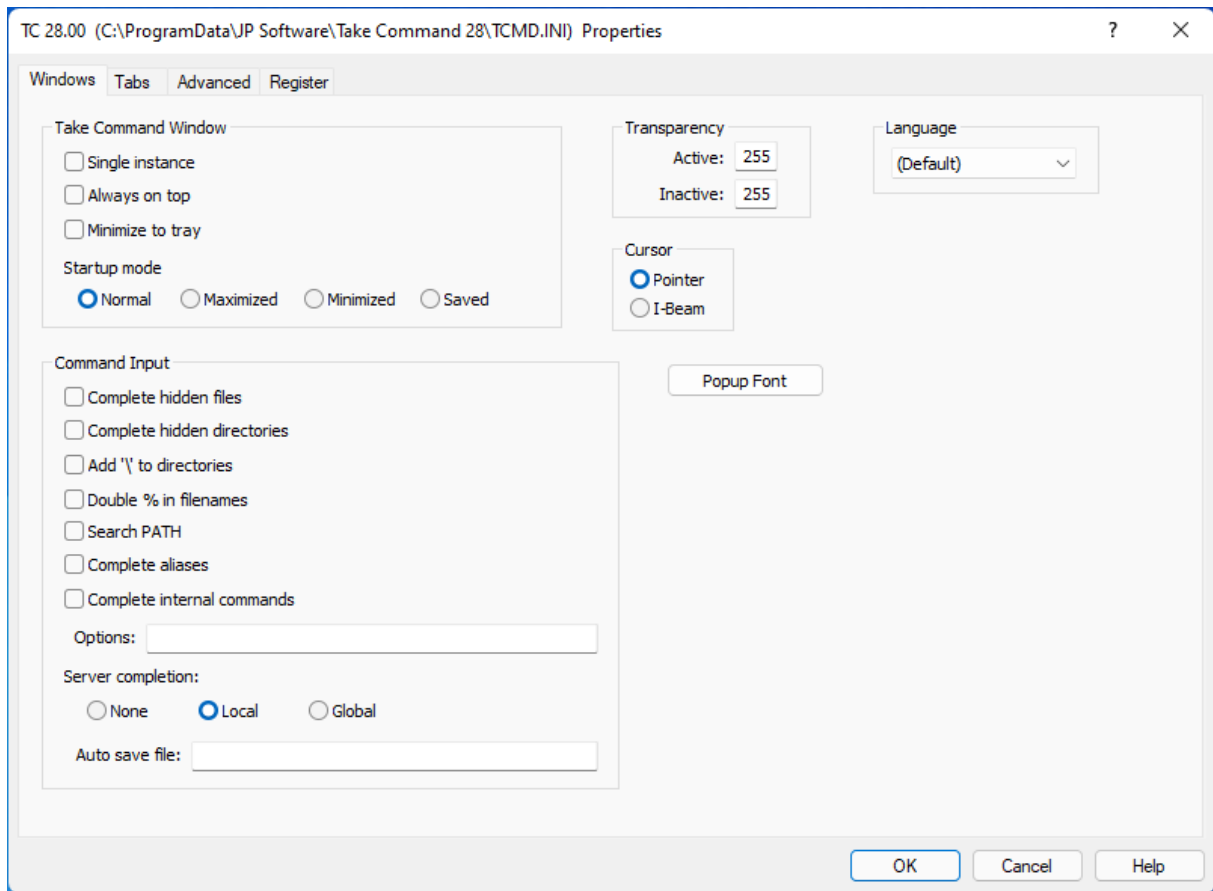 TC 28.00 (C:\ProgramData\JP Software\Take Command 28\TCMD.INI) Properties
Windows Tabs Advanced Register
Take Command Window
Single instance
Always on top
Minimize to tray
Startup mode
Normal Maximized Minimized Saved
Transparency
Active: 255
Inactive: 255
Language
(Default)
Cursor
Pointer
I-Beam
Command Input
Complete hidden files
Complete hidden directories
Add '\' to directories
Double % in filenames
Search PATH
Complete aliases
Complete internal commands
Options:
Server completion:
None Local Global
Auto save file:
Popup Font
OK Cancel Help